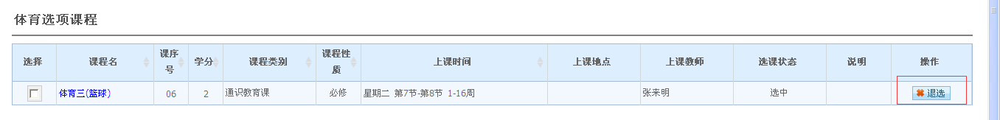 体育选项课程
选择 课程名 课序号 学分 课程类别 课程性质 上课时间 上课地点 上课教师 选课状态 说明 操作
体育三(篮球) 06 2 通识教育课 必修 星期二 第7节-第8节 1-16周 张来明 选中 退选